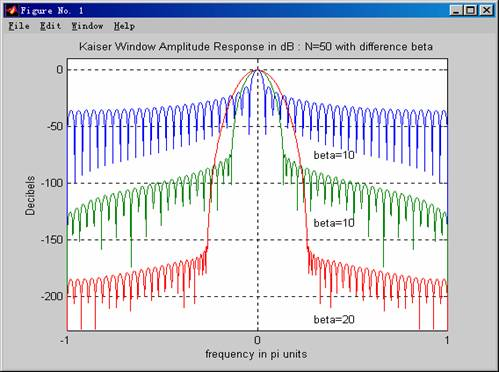 Figure No. 1
File Edit Window Help
Kaiser Window Amplitude Response in dB : N=50 with difference beta
0
-50
-100
-150
-200
Decibels
beta=10
beta=10
beta=20
-1
0
1
frequency in pi units